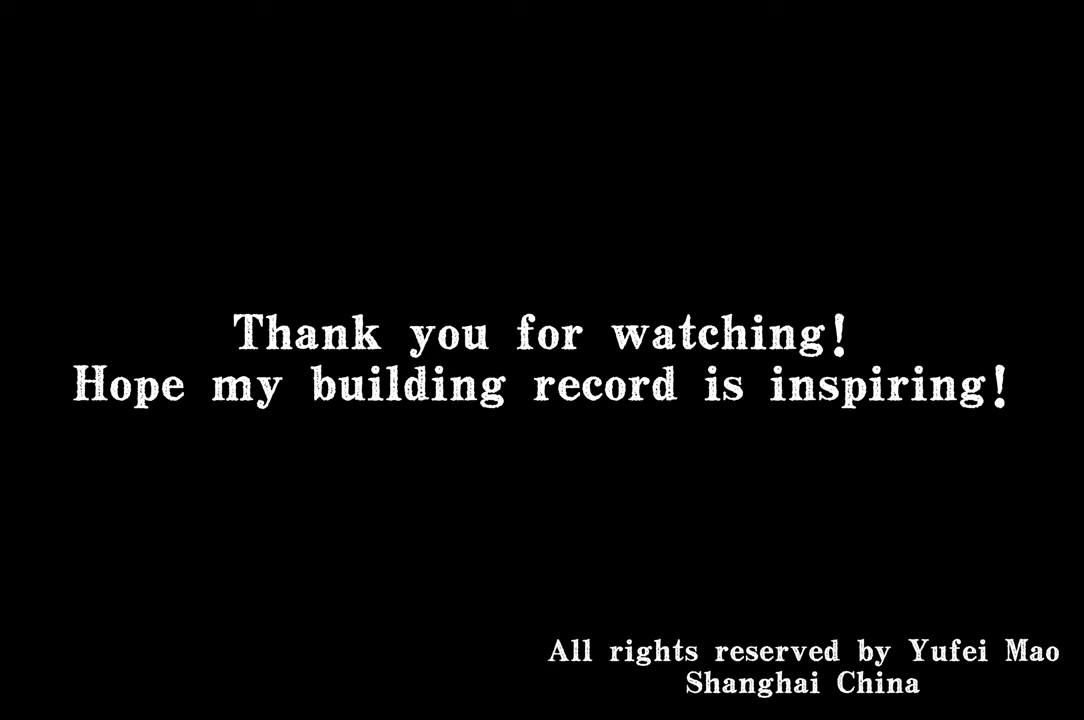 Thank you for watching!
Hope my building record is inspiring!
All rights reserved by Yufei Mao
Shanghai China